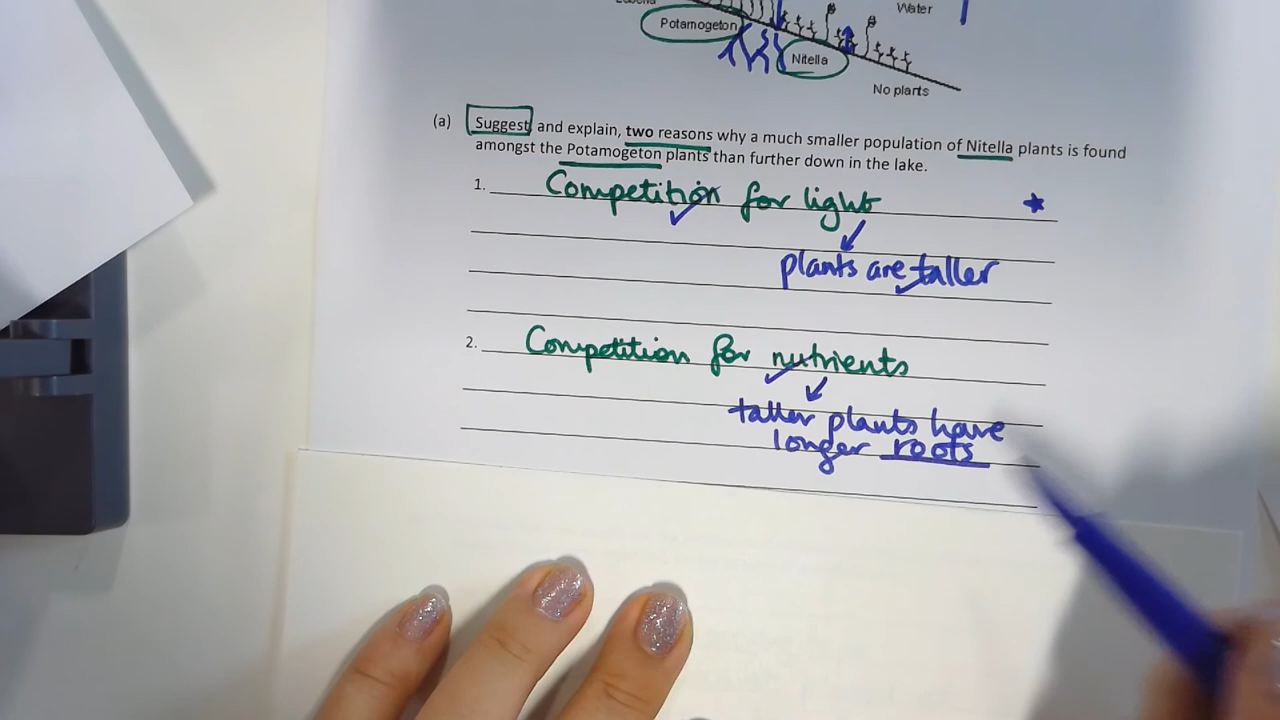 Potamogeton
Water
Nitella
No plants
(a) Suggest and explain, two reasons why a much smaller population of Nitella plants is found
amongst the Potamogeton plants than further down in the lake.
1. Competition for light
plants are taller
2. Competition for nutrients
taller plants have
longer roots